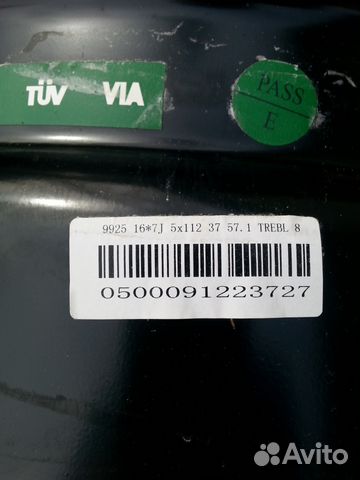 TÜV VIA
PASS
E
9925 16*7J 5x112 37 57.1 TREBL 8
0500091223727
Avito